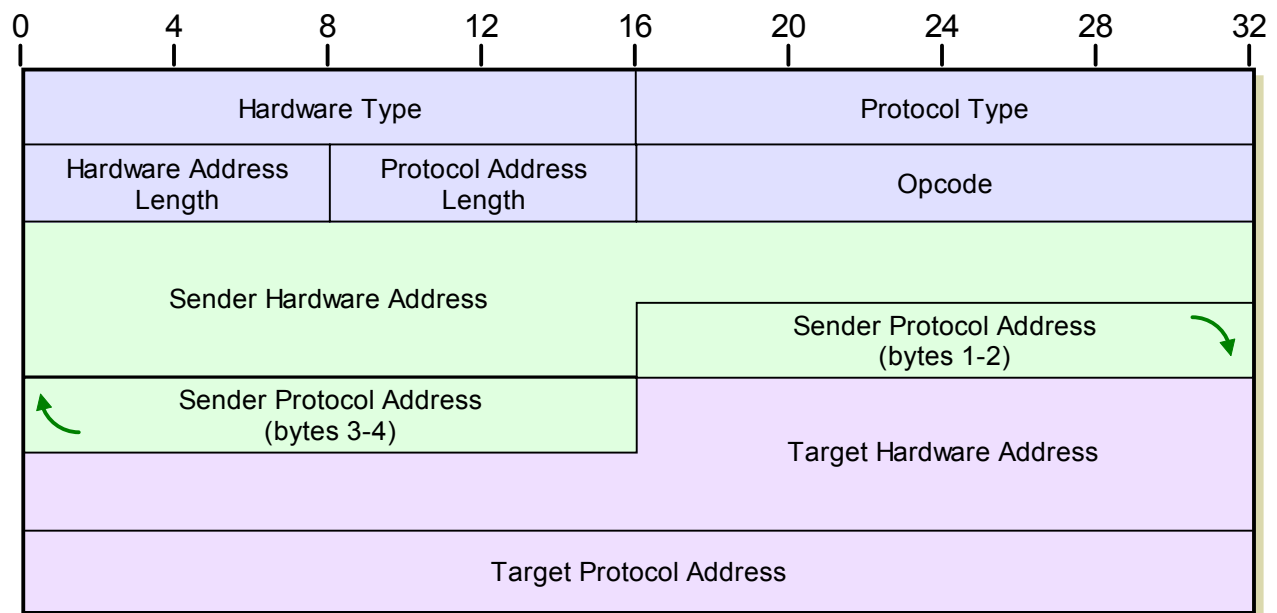 0 4 8 12 16 20 24 28 32
Hardware Type
Protocol Type
Hardware Address
Length
Protocol Address
Length
Opcode
Sender Hardware Address
Sender Protocol Address
(bytes 1-2)
Sender Protocol Address
(bytes 3-4)
Target Hardware Address
Target Protocol Address